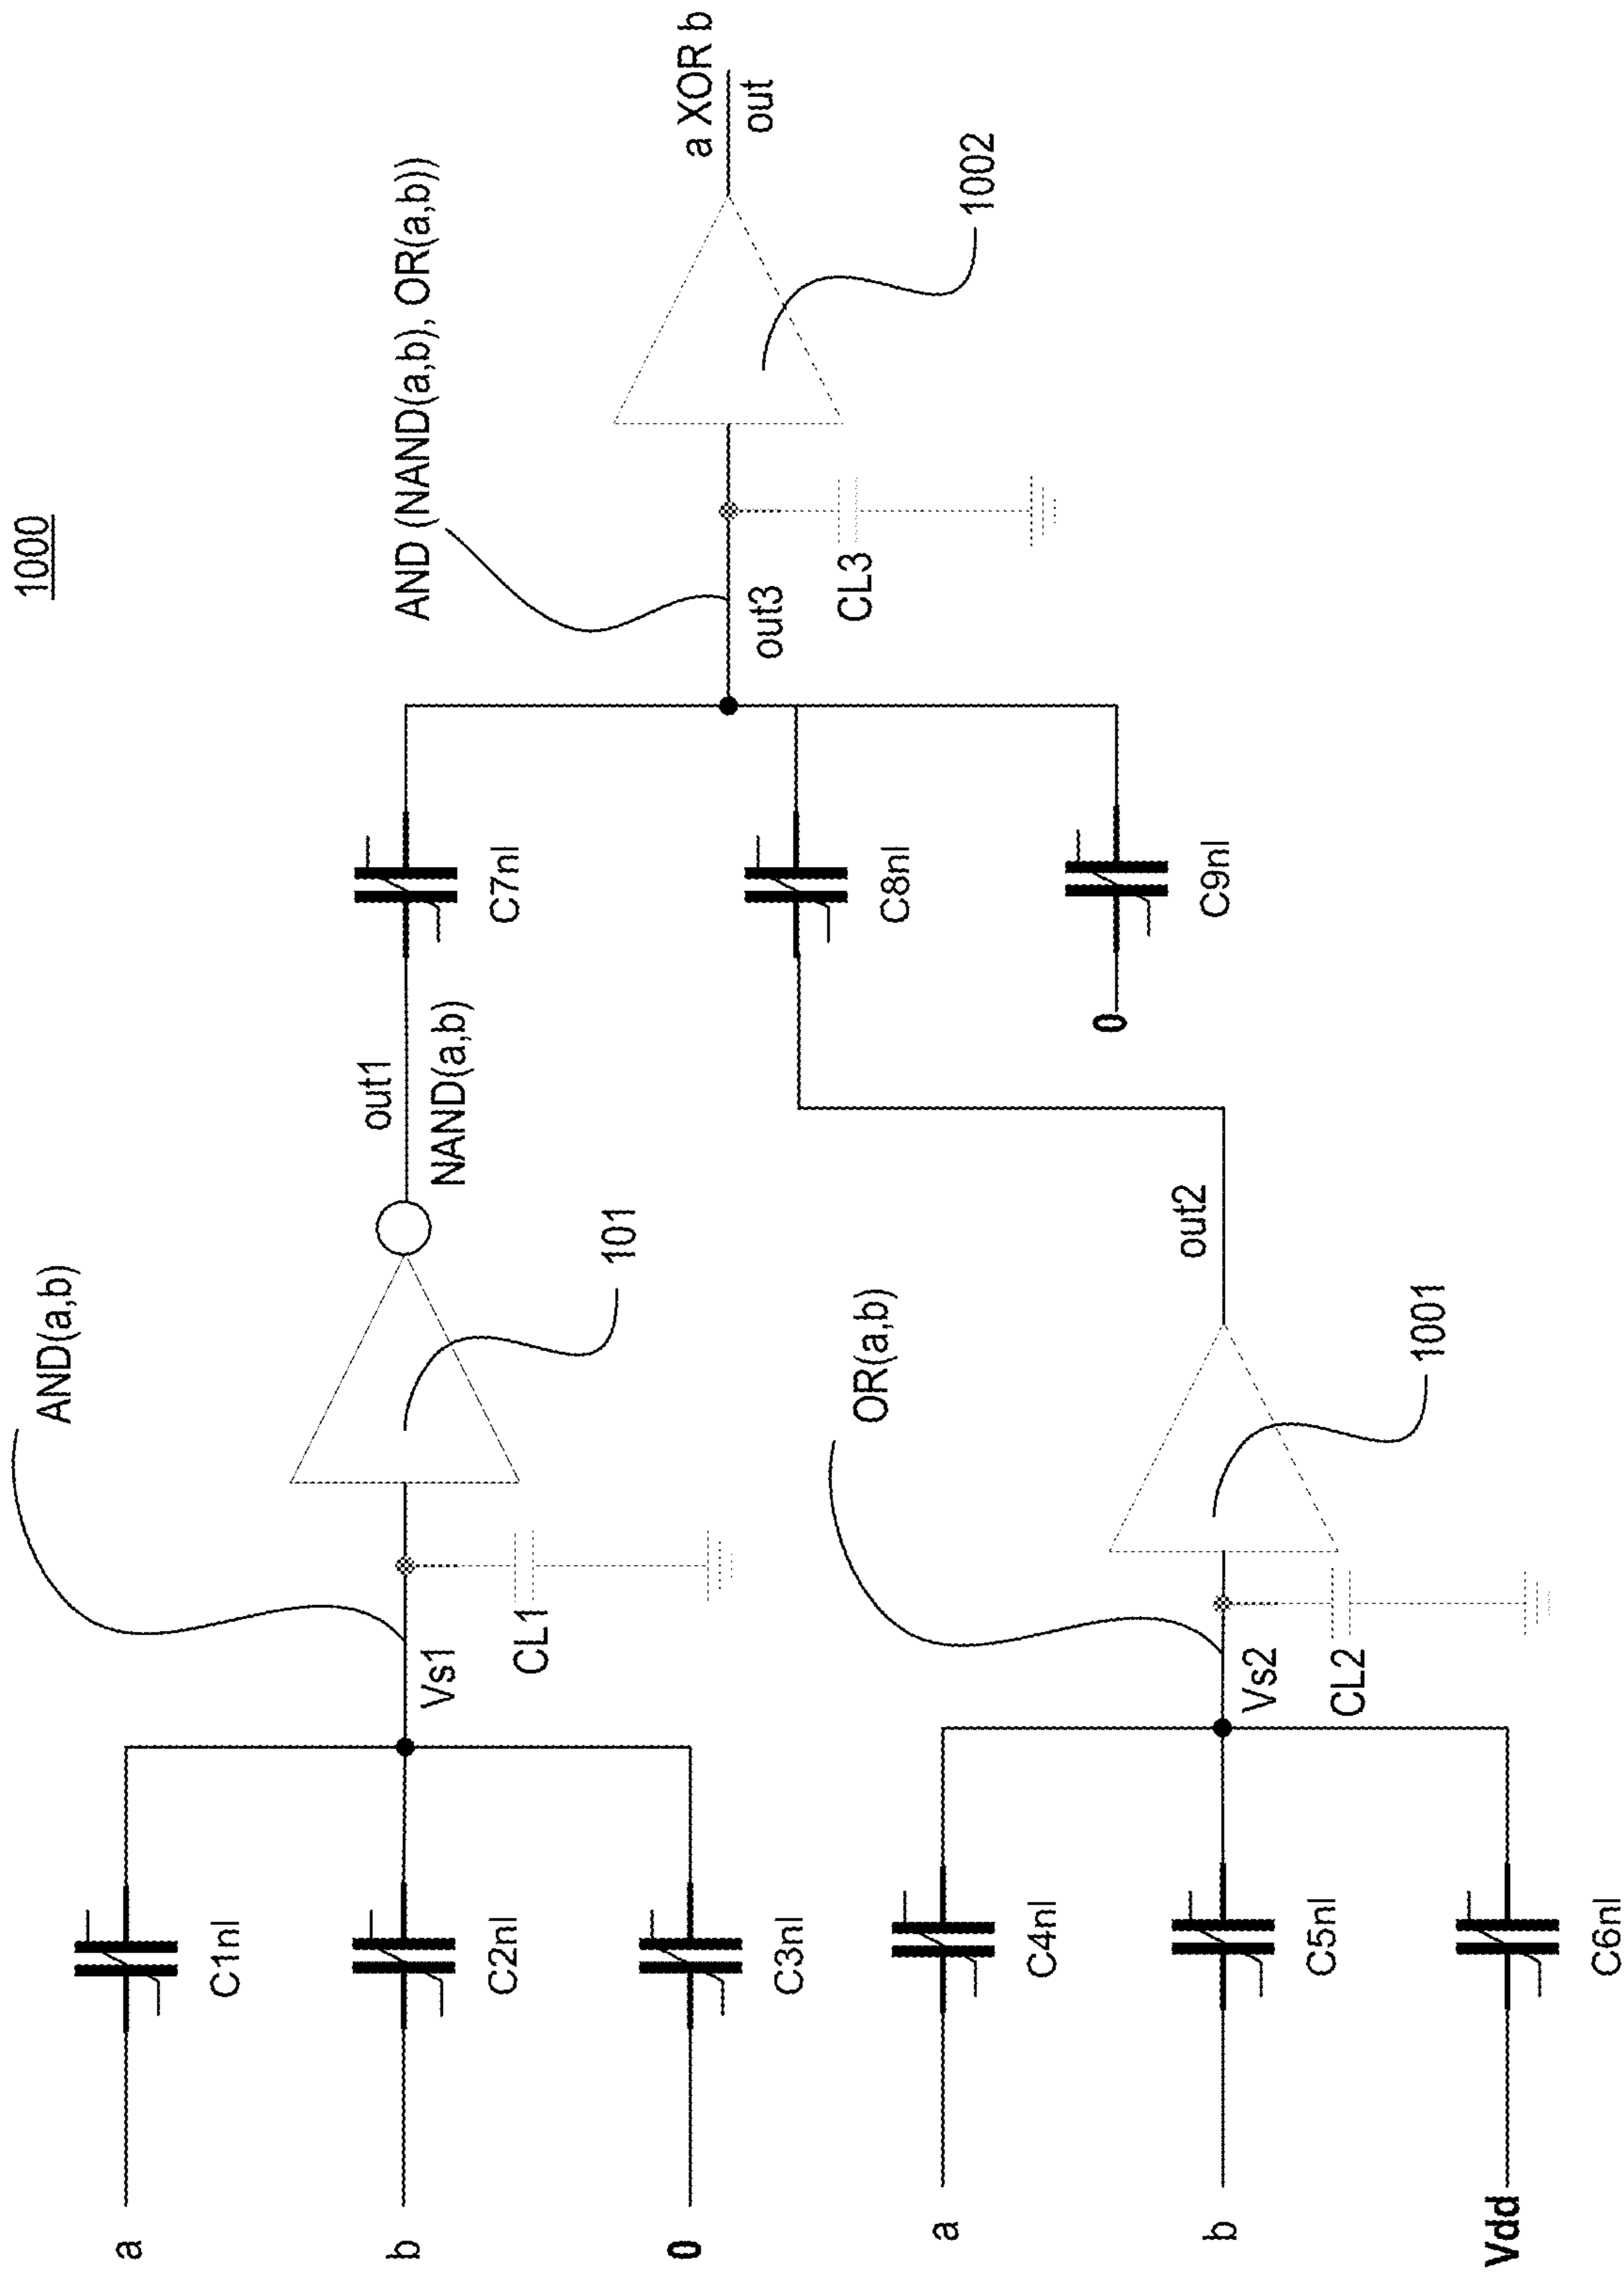 1000
a
C1nl
b
C2nl
0
C3nl
AND(a,b)
Vs1
CL1
101
out1
NAND(a,b)
C7nl
a
C4nl
b
C5nl
Vdd
C6nl
OR(a,b)
Vs2
CL2
1001
out2
C8nl
0
C9nl
AND (NAND(a,b), OR(a,b))
out3
CL3
1002
a XOR b
out